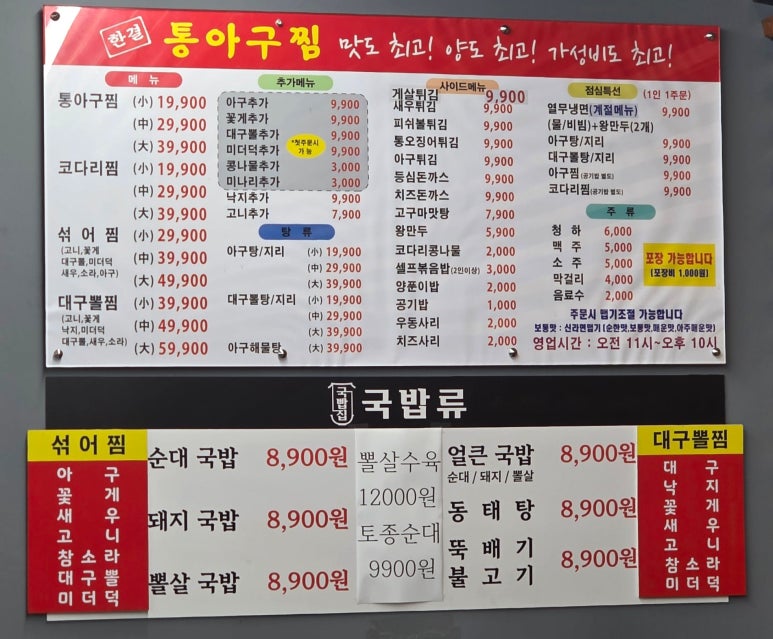 한결 통아구찜 맛도 최고! 양도 최고! 가성비도 최고!
메 뉴
통아구찜 (小) 19,900
(中) 29,900
(大) 39,900
코다리찜 (小) 19,900
(中) 29,900
(大) 39,900
섞어찜 (小) 29,900
(고니,꽃게
대구뽈,미더덕
새우,소라,아구)
(中) 39,900
(大) 49,900
대구뽈찜 (小) 39,900
(고니,꽃게
낙지,미더덕
대구뽈,새우,소라)
(中) 49,900
(大) 59,900
추가메뉴
아구추가 9,900
꽃게추가 9,900
대구뽈추가 9,900
미더덕추가 9,900
콩나물추가 3,000
미나리추가 3,000
*첫주문시
가 능
낙지추가 9,900
고니추가 7,900
탕 류
아구탕/지리 (小) 19,900
(中) 29,900
(大) 39,900
대구뽈탕/지리 (小) 19,900
(中) 29,900
(大) 39,900
아구해물탕 (大) 39,900
사이드메뉴
게살튀김 9,900
새우튀김 9,900
피쉬볼튀김 9,900
통오징어튀김 9,900
아구튀김 9,900
등심돈까스 9,900
치즈돈까스 9,900
고구마맛탕 7,900
왕만두 5,900
코다리콩나물 2,000
셀프볶음밥(2인이상) 3,000
양푼이밥 2,000
공기밥 1,000
우동사리 2,000
치즈사리 2,000
점심특선 (1인 1주문)
열무냉면(계절메뉴) 9,900
(물/비빔)+왕만두(2개)
아구탕/지리 9,900
대구뽈탕/지리 9,900
아구찜(공기밥 별도) 9,900
코다리찜(공기밥 별도) 9,900
주 류
청 하 6,000
맥 주 5,000
소 주 5,000
막걸리 4,000
음료수 2,000
포장 가능합니다
(포장비 1,000원)
주문시 맵기조절 가능합니다
보통맛 : 신라면맵기 (순한맛,보통맛,매운맛,아주매운맛)
영업시간 : 오전 11시~오후 10시
국밥집 국밥류
섞어찜
아 구
꽃 게
새 우
고 니
창 소 라
대 구 뽈
미 더 덕
순대 국밥 8,900원
돼지 국밥 8,900원
뽈살 국밥 8,900원
뽈살수육
12000원
토종순대
9900원
얼큰 국밥 8,900원
순대 / 돼지 / 뽈살
동 태 탕 8,900원
뚝 배 기
불 고 기
8,900원
대구뽈찜
대 구
낙 지
꽃 게
새 우
고 니
창 소 라
미 더 덕